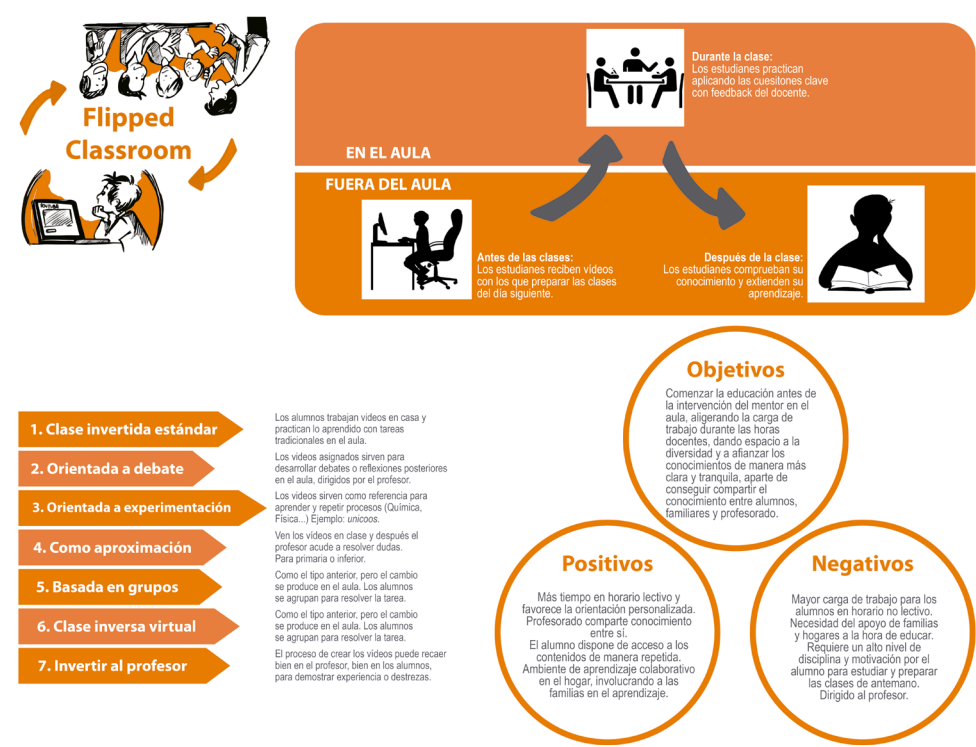 Flipped
Classroom
Durante la clase:
Los estudianes practican
aplicando las cuesitones clave
con feedback del docente.
EN EL AULA
FUERA DEL AULA
Antes de las clases:
Los estudianes reciben vídeos
con los que preparar las clases
del día siguiente.
Después de la clase:
Los estudianes comprueban su
conocimiento y extienden su
aprendizaje.
1. Clase invertida estándar
Los alumnos trabajan videos en casa y
practican lo aprendido con tareas
tradicionales en el aula.
2. Orientada a debate
Los videos asignados sirven para
desarrollar debates o reflexiones posteriores
en el aula, dirigidos por el profesor.
3. Orientada a experimentación
Los videos sirven como referencia para
aprender y repetir procesos (Química,
Física...) Ejemplo: unicoos.
4. Como aproximación
Ven los vídeos en clase y después el
profesor acude a resolver dudas.
Para primaria o inferior.
5. Basada en grupos
Como el tipo anterior, pero el cambio
se produce en el aula. Los alumnos
se agrupan para resolver la tarea.
6. Clase inversa virtual
Como el tipo anterior, pero el cambio
se produce en el aula. Los alumnos
se agrupan para resolver la tarea.
7. Invertir al profesor
El proceso de crear los vídeos puede recaer
bien en el profesor, bien en los alumnos,
para demostrar experiencia o destrezas.
Objetivos
Comenzar la educación antes de
la intervención del mentor en el
aula, aligerando la carga de
trabajo durante las horas
docentes, dando espacio a la
diversidad y a afianzar los
conocimientos de manera más
clara y tranquila, aparte de
conseguir compartir el
conocimiento entre alumnos,
familiares y profesorado.
Positivos
Más tiempo en horario lectivo y
favorece la orientación personalizada.
Profesorado comparte conocimiento
entre sí.
El alumno dispone de acceso a los
contenidos de manera repetida.
Ambiente de aprendizaje colaborativo
en el hogar, involucrando a las
familias en el aprendizaje.
Negativos
Mayor carga de trabajo para los
alumnos en horario no lectivo.
Necesidad del apoyo de familias
y hogares a la hora de educar.
Requiere un alto nivel de
disciplina y motivación por el
alumno para estudiar y preparar
las clases de antemano.
Dirigido al profesor.